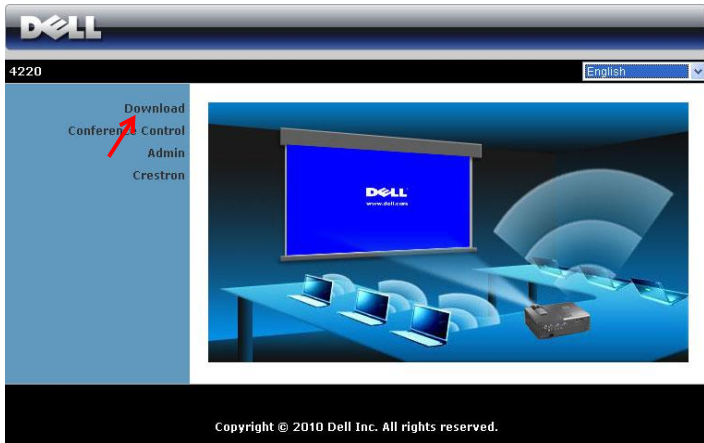 DELL
4220
English
Download
Conference Control
Admin
Crestron
DELL
www.dell.com
Copyright © 2010 Dell Inc. All rights reserved.